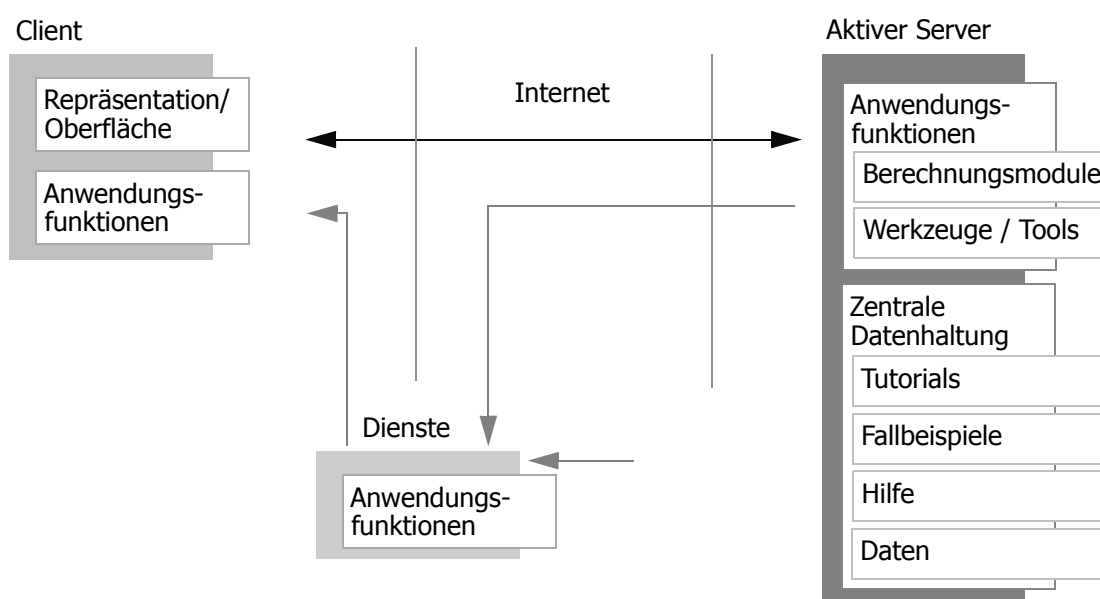 Client
Repräsentation/
Oberfläche
Anwendungs-
funktionen
Internet
Dienste
Anwendungs-
funktionen
Aktiver Server
Anwendungs-
funktionen
Berechnungsmodule
Werkzeuge / Tools
Zentrale
Datenhaltung
Tutorials
Fallbeispiele
Hilfe
Daten